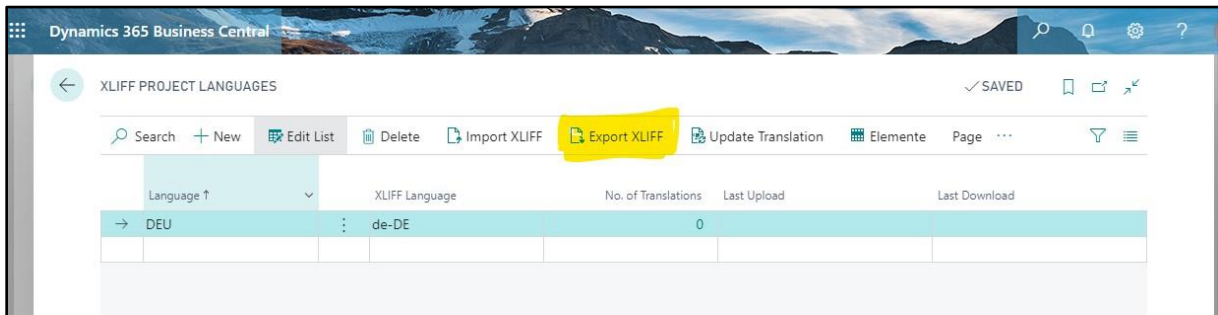 Dynamics 365 Business Central
XLIFF PROJECT LANGUAGES ✓SAVED
Search + New Edit List Delete Import XLIFF Export XLIFF Update Translation Elemente Page ···
Language ↑ XLIFF Language No. of Translations Last Upload Last Download
→ DEU ⋮ de-DE 0